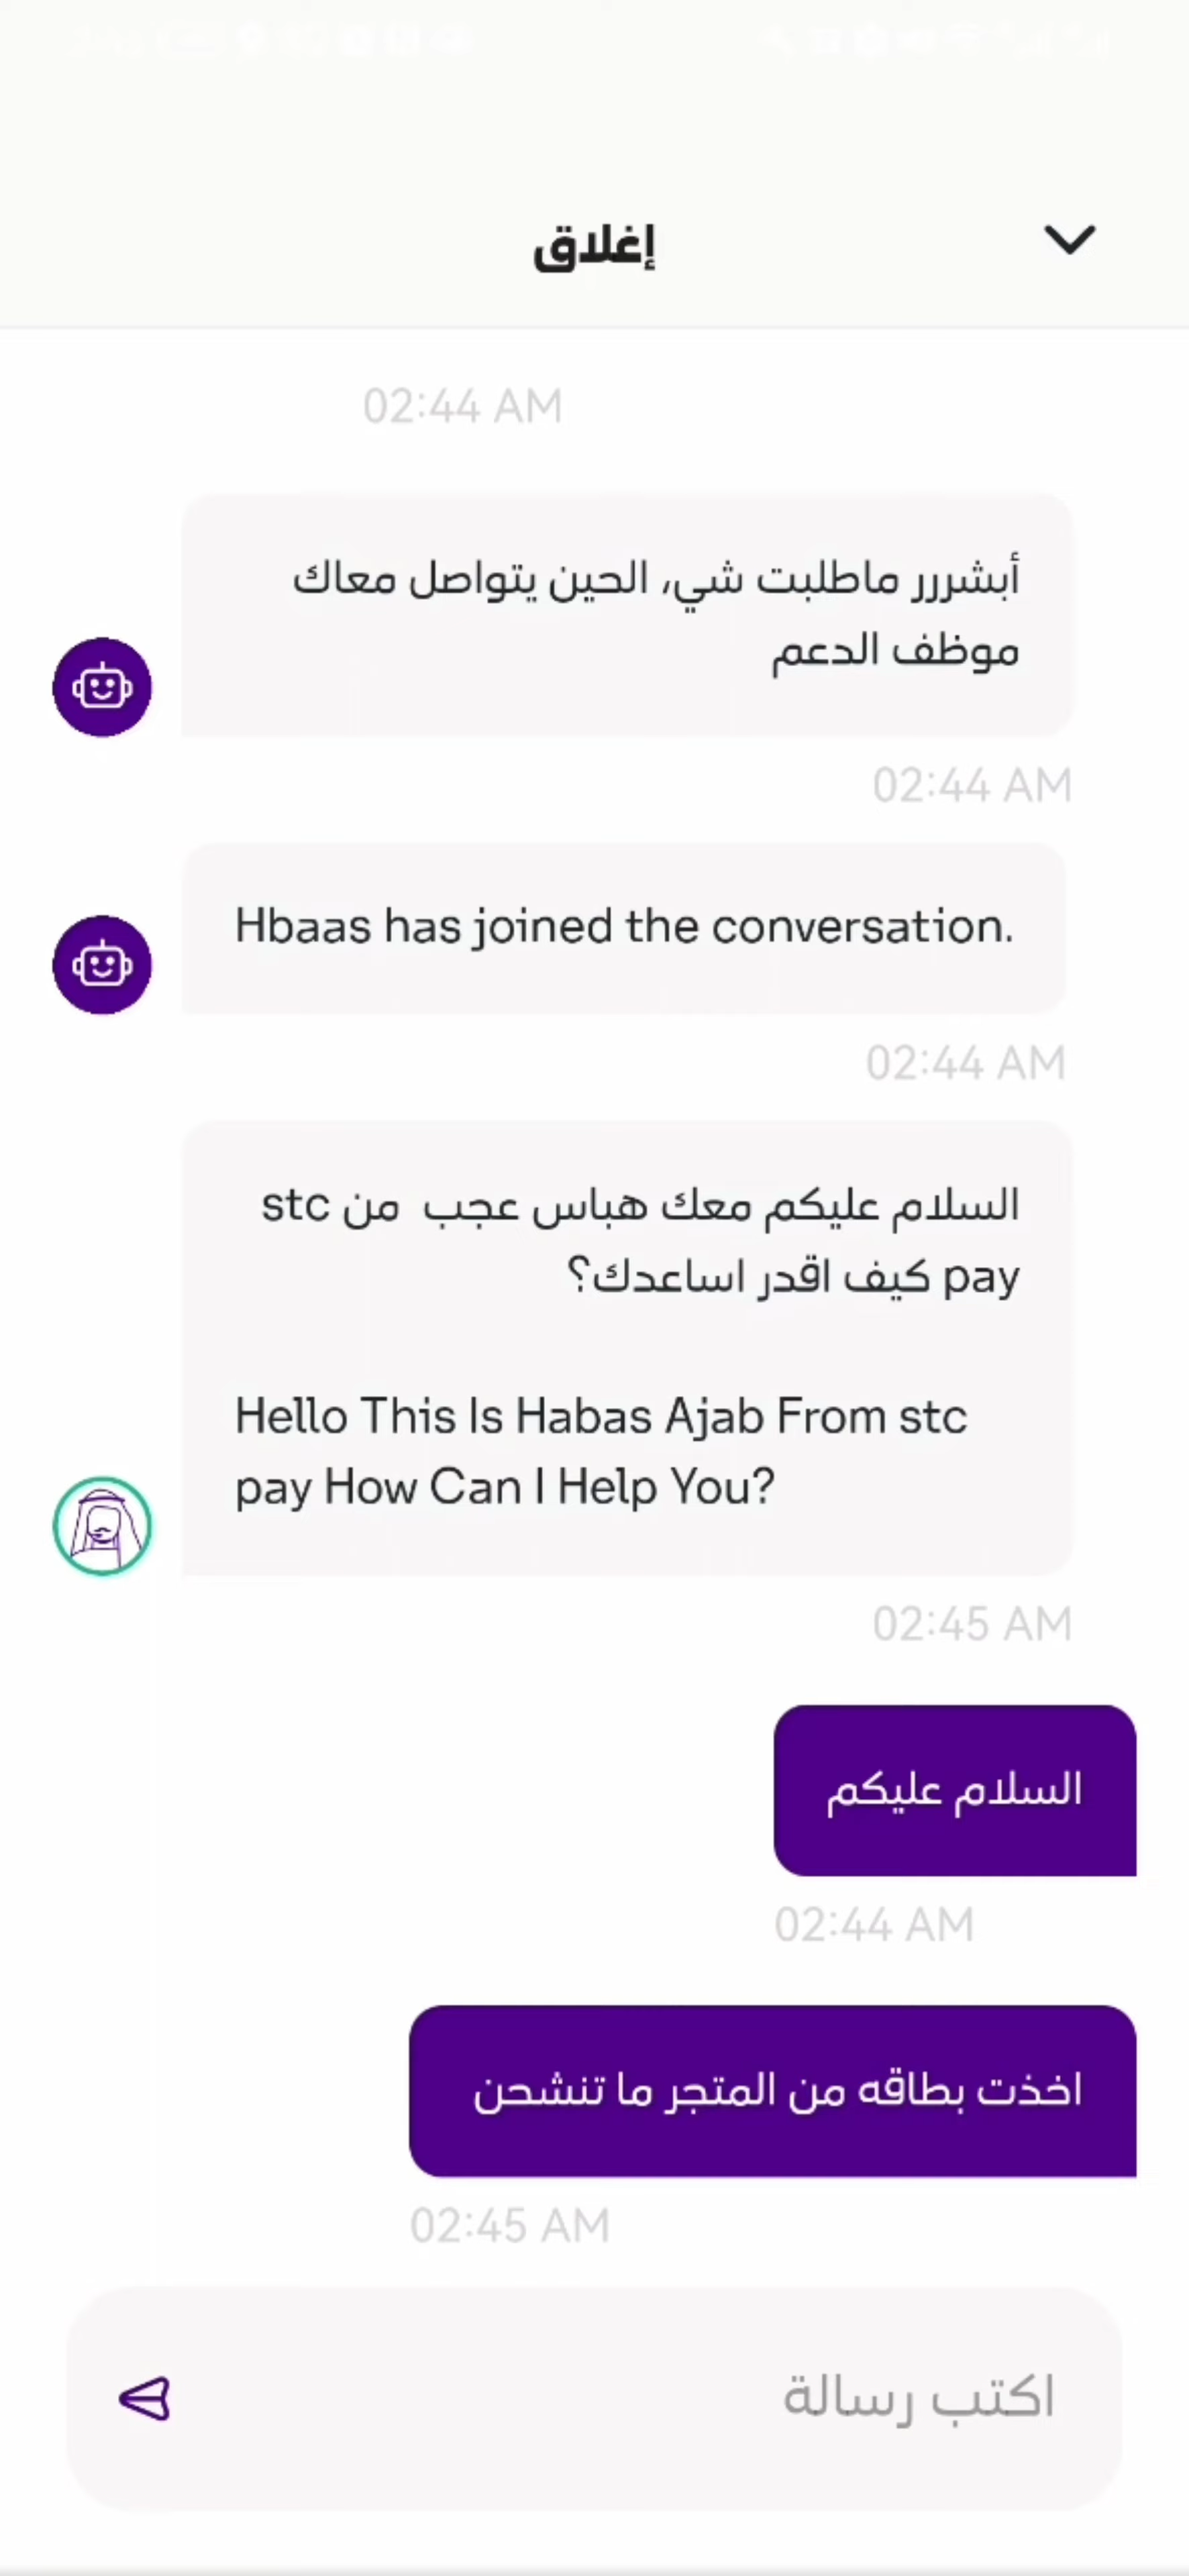 إغلاق
02:44 AM
أبشررر ماطلبت شي، الحين يتواصل معاك
موظف الدعم
02:44 AM
Hbaas has joined the conversation.
02:44 AM
السلام عليكم معك هباس عجب من stc
pay كيف اقدر اساعدك؟
Hello This Is Habas Ajab From stc
pay How Can I Help You?
02:45 AM
السلام عليكم
02:44 AM
اخذت بطاقه من المتجر ما تنشحن
02:45 AM
اكتب رسالة